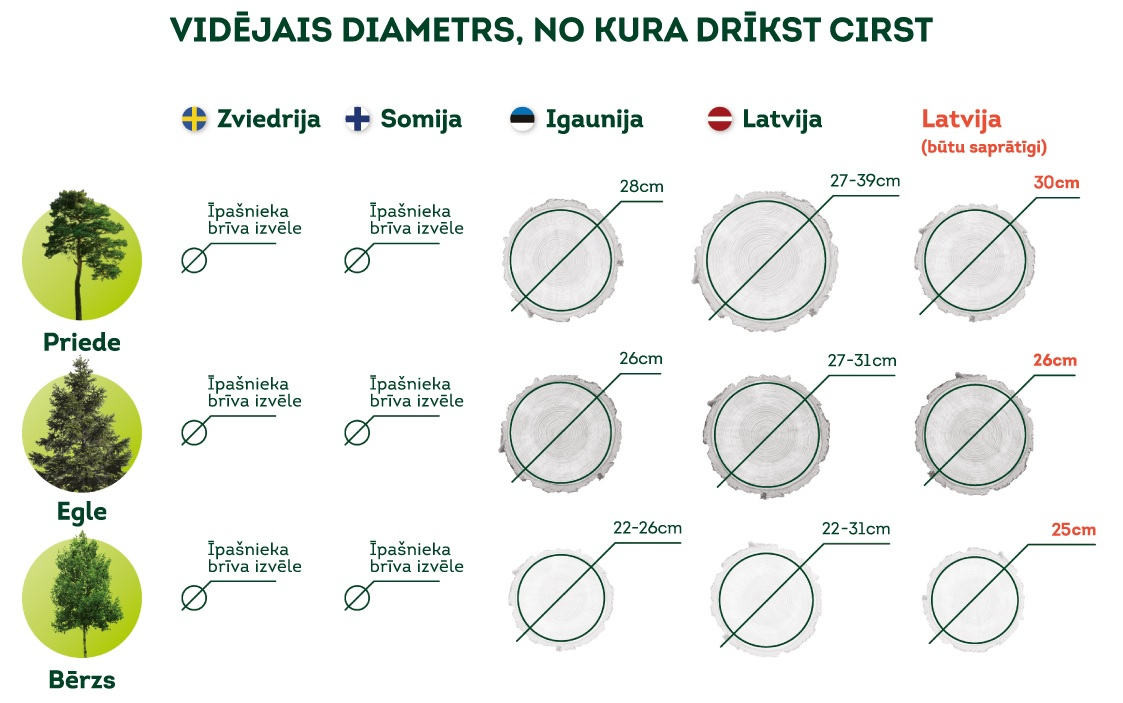 VIDĒJAIS DIAMETRS, NO KURA DRĪKST CIRST
Zviedrija
Somija
Igaunija
Latvija
Latvija
(būtu saprātīgi)
Īpašnieka
brīva izvēle
Īpašnieka
brīva izvēle
28cm
27-39cm
30cm
Priede
Īpašnieka
brīva izvēle
Īpašnieka
brīva izvēle
26cm
27-31cm
26cm
Egle
Īpašnieka
brīva izvēle
Īpašnieka
brīva izvēle
22-26cm
22-31cm
25cm
Bērzs